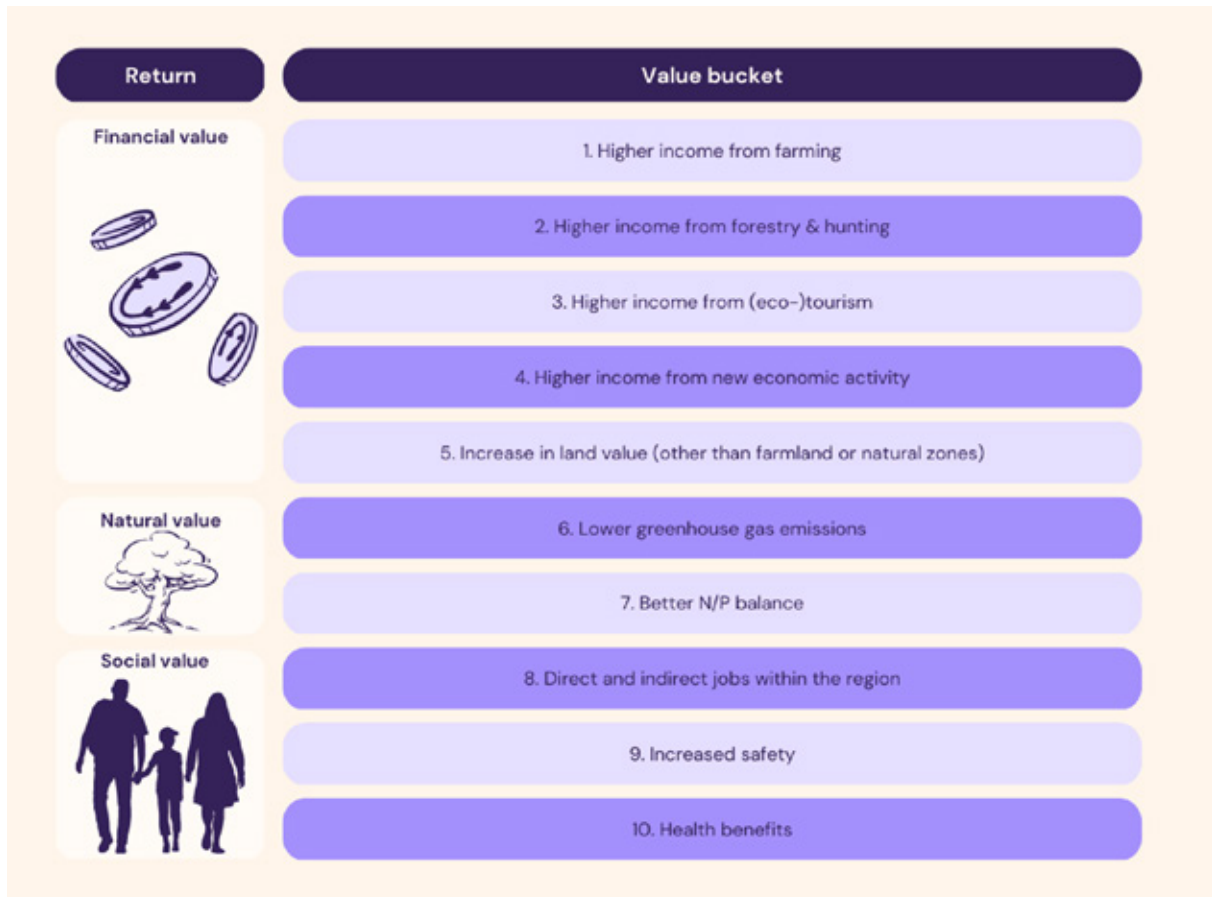 Return
Value bucket
Financial value
1. Higher income from farming
2. Higher income from forestry & hunting
3. Higher income from (eco-)tourism
4. Higher income from new economic activity
5. Increase in land value (other than farmland or natural zones)
Natural value
6. Lower greenhouse gas emissions
7. Better N/P balance
Social value
8. Direct and indirect jobs within the region
9. Increased safety
10. Health benefits